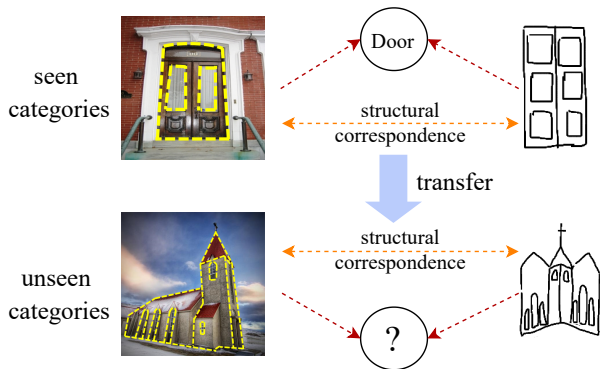 seen
categories
Door
structural
correspondence
transfer
unseen
categories
structural
correspondence
?